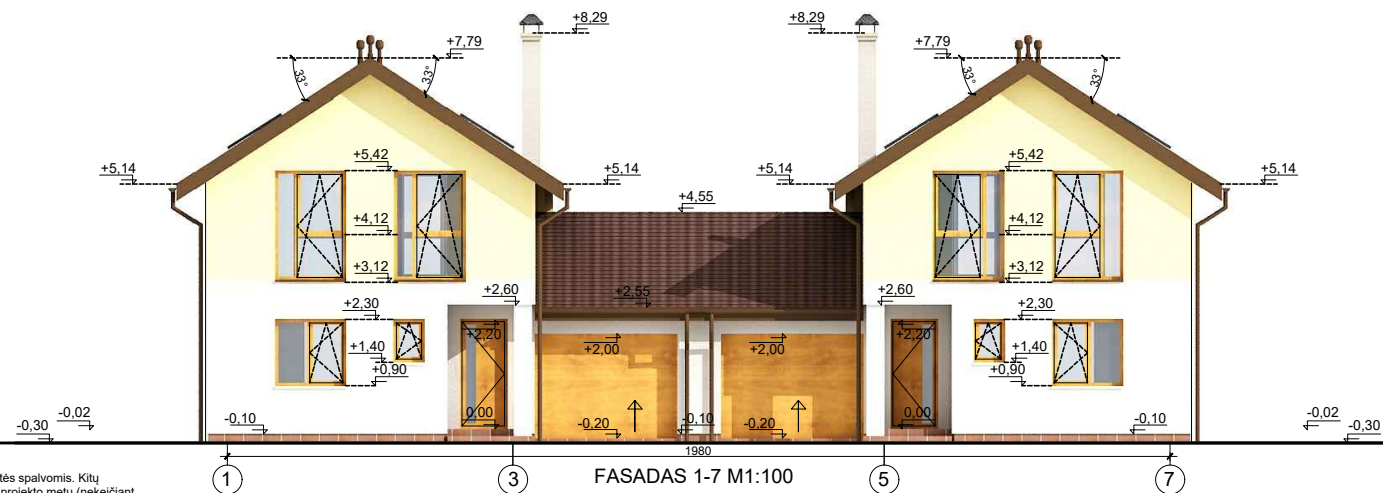 +8,29 +8,29
+7,79 +7,79
33° 33° 33° 33°
+5,14 +5,42 +5,14 +5,14 +5,42 +5,14
+4,55
+4,12 +4,12
+3,12 +3,12
+2,60 +2,55 +2,60
+2,30 +2,30
+2,20 +2,00 +2,00 +2,20
+1,40 +1,40
+0,90 +0,90
-0,02 -0,10 0,00 -0,20 -0,10 -0,20 0,00 -0,10 -0,02
-0,30 -0,30
1980
1 3 FASADAS 1-7 M1:100 5 7
tės spalvomis. Kitų
projekto metu (nekeičiant